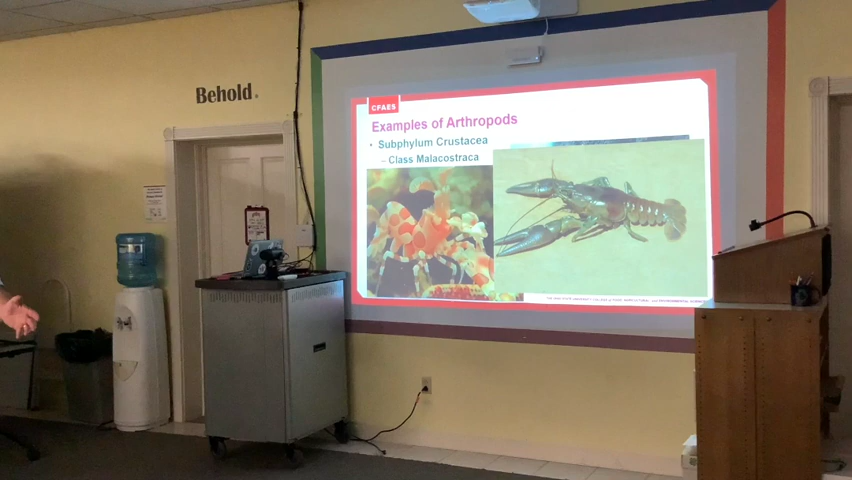 Behold.
CFAES
Examples of Arthropods
• Subphylum Crustacea
– Class Malacostraca